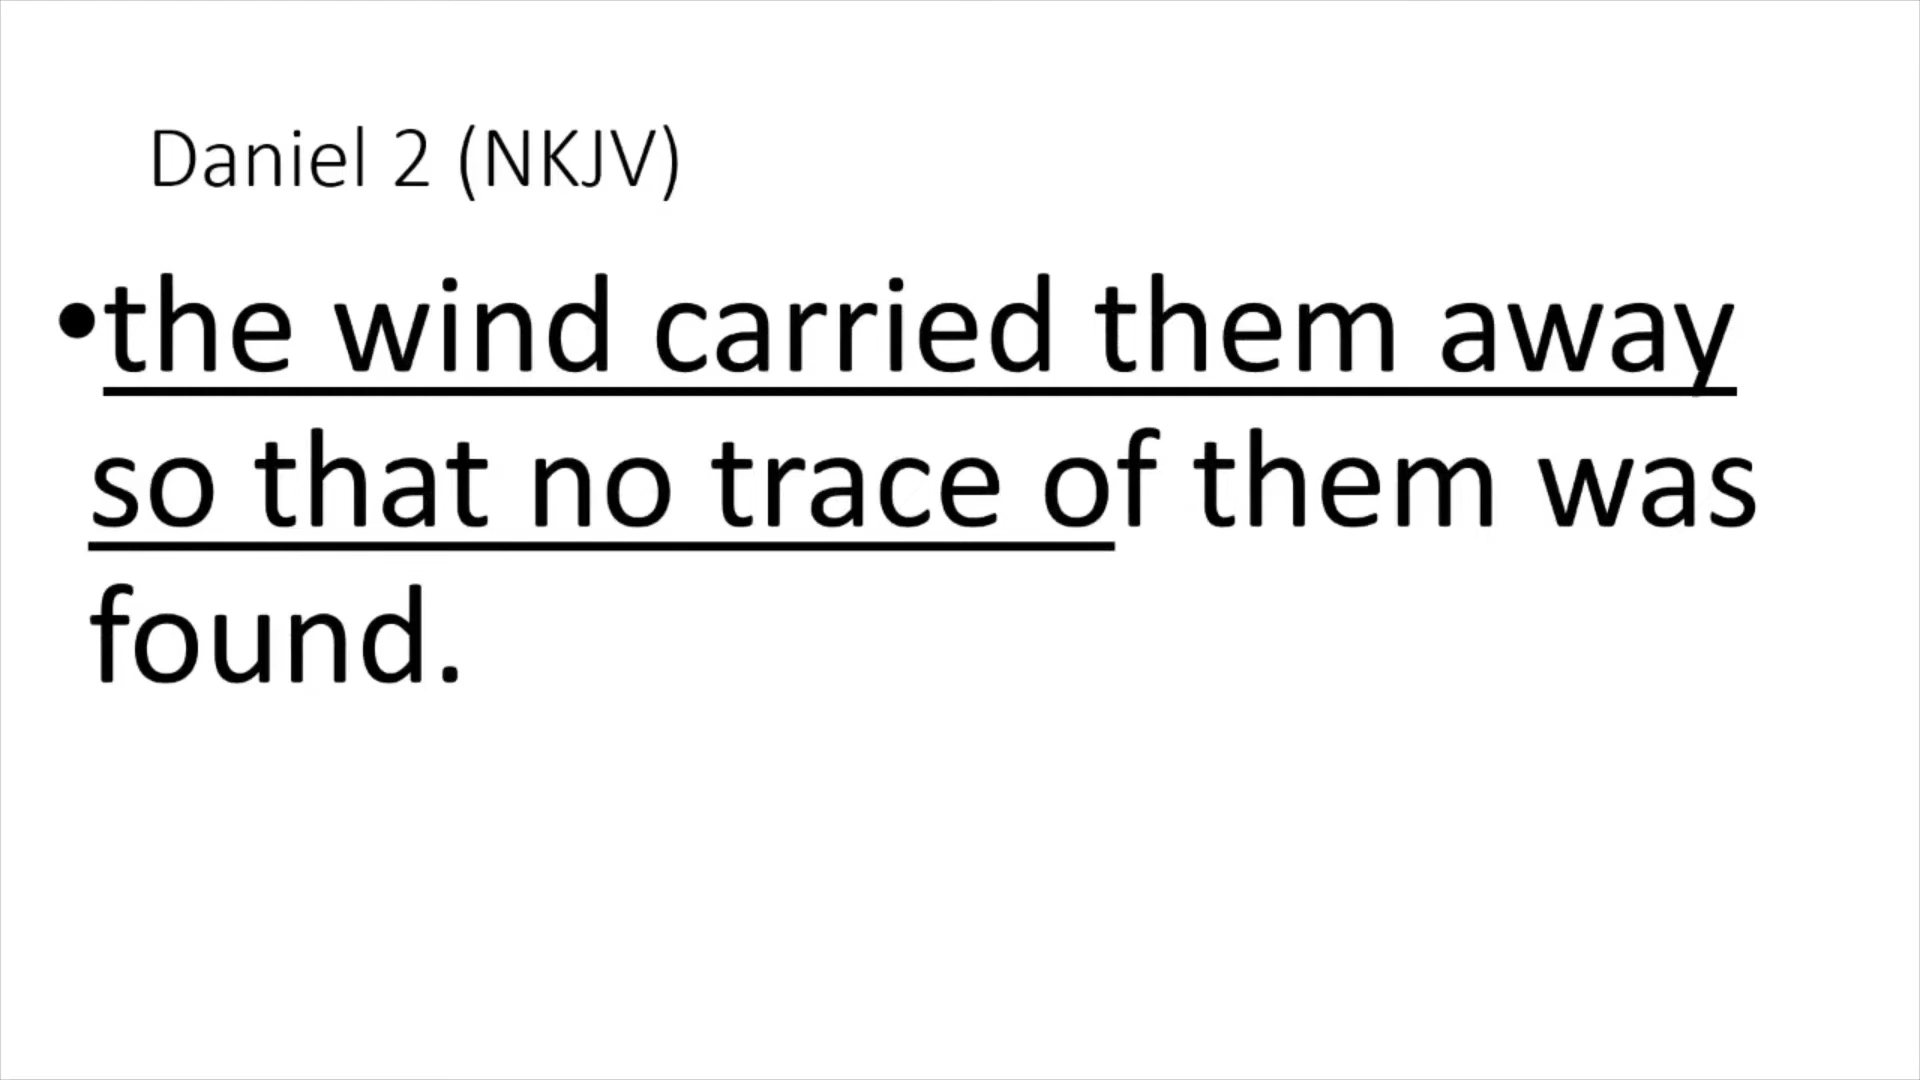 Daniel 2 (NKJV)
•the wind carried them away
so that no trace of them was
found.